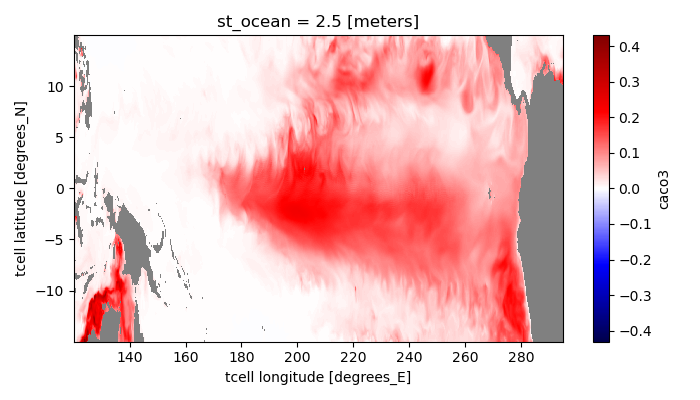 st_ocean = 2.5 [meters]
10
5
0
−5
−10
tcell latitude [degrees_N]
140 160 180 200 220 240 260 280
tcell longitude [degrees_E]
0.4
0.3
0.2
0.1
0.0
−0.1
−0.2
−0.3
−0.4
caco3